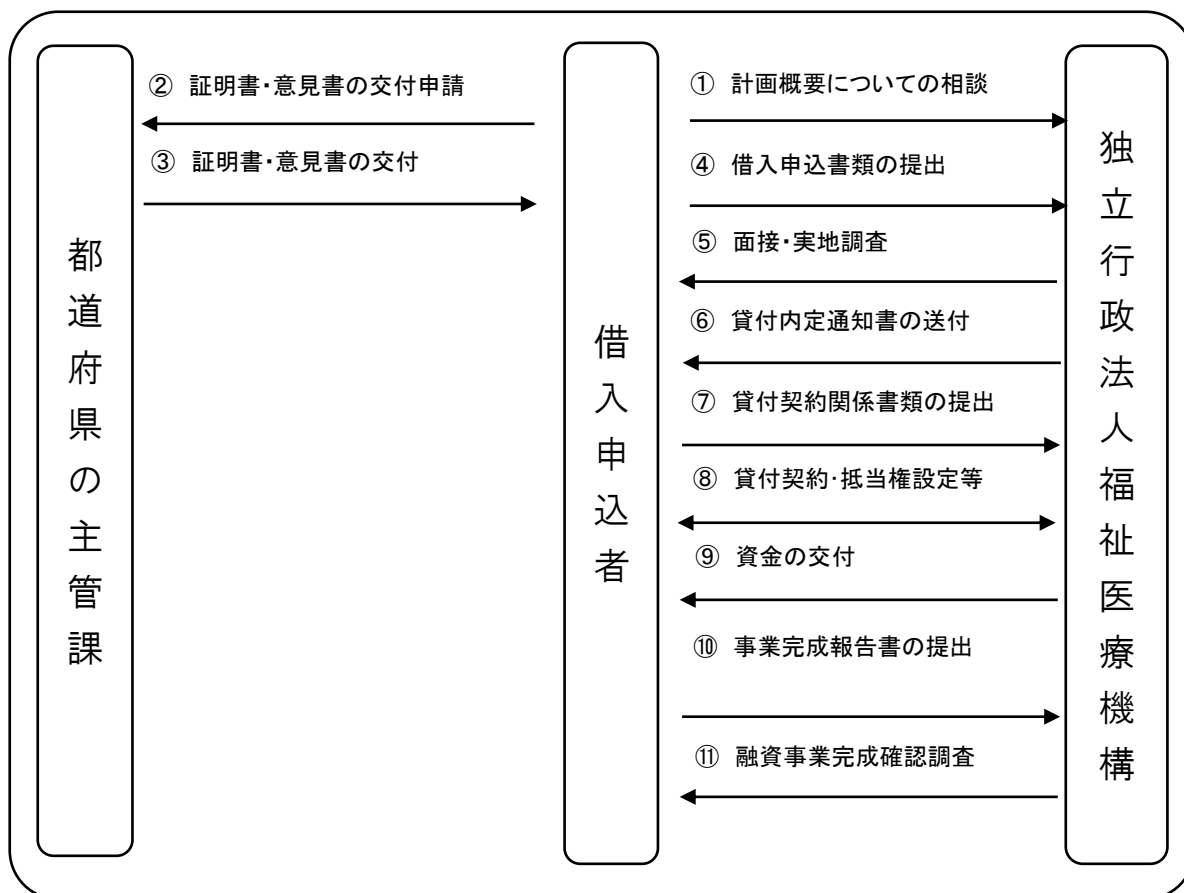 都道府県の主管課
② 証明書・意見書の交付申請
③ 証明書・意見書の交付
借入申込者
① 計画概要についての相談
④ 借入申込書類の提出
⑤ 面接・実地調査
⑥ 貸付内定通知書の送付
⑦ 貸付契約関係書類の提出
⑧ 貸付契約・抵当権設定等
⑨ 資金の交付
⑩ 事業完成報告書の提出
⑪ 融資事業完成確認調査
独立行政法人福祉医療機構